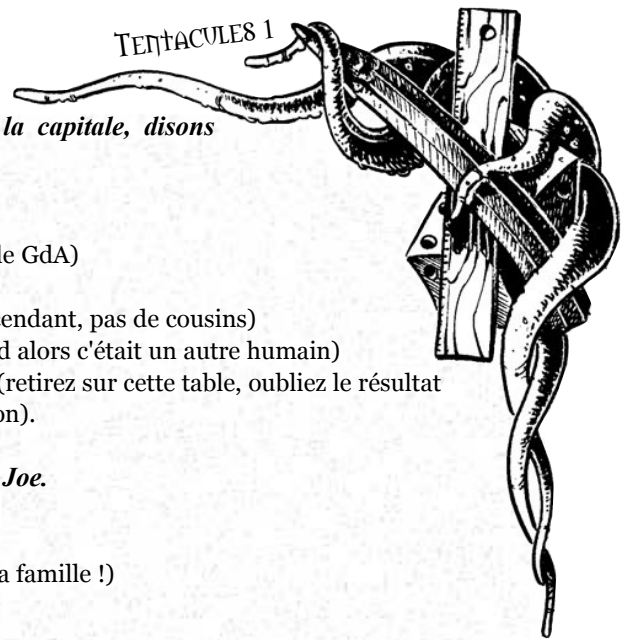 TENTACULES 1
la capitale, disons
le GdA)
cendant, pas de cousins)
d alors c'était un autre humain)
(retirez sur cette table, oubliez le résultat
on).
Joe.
a famille !)